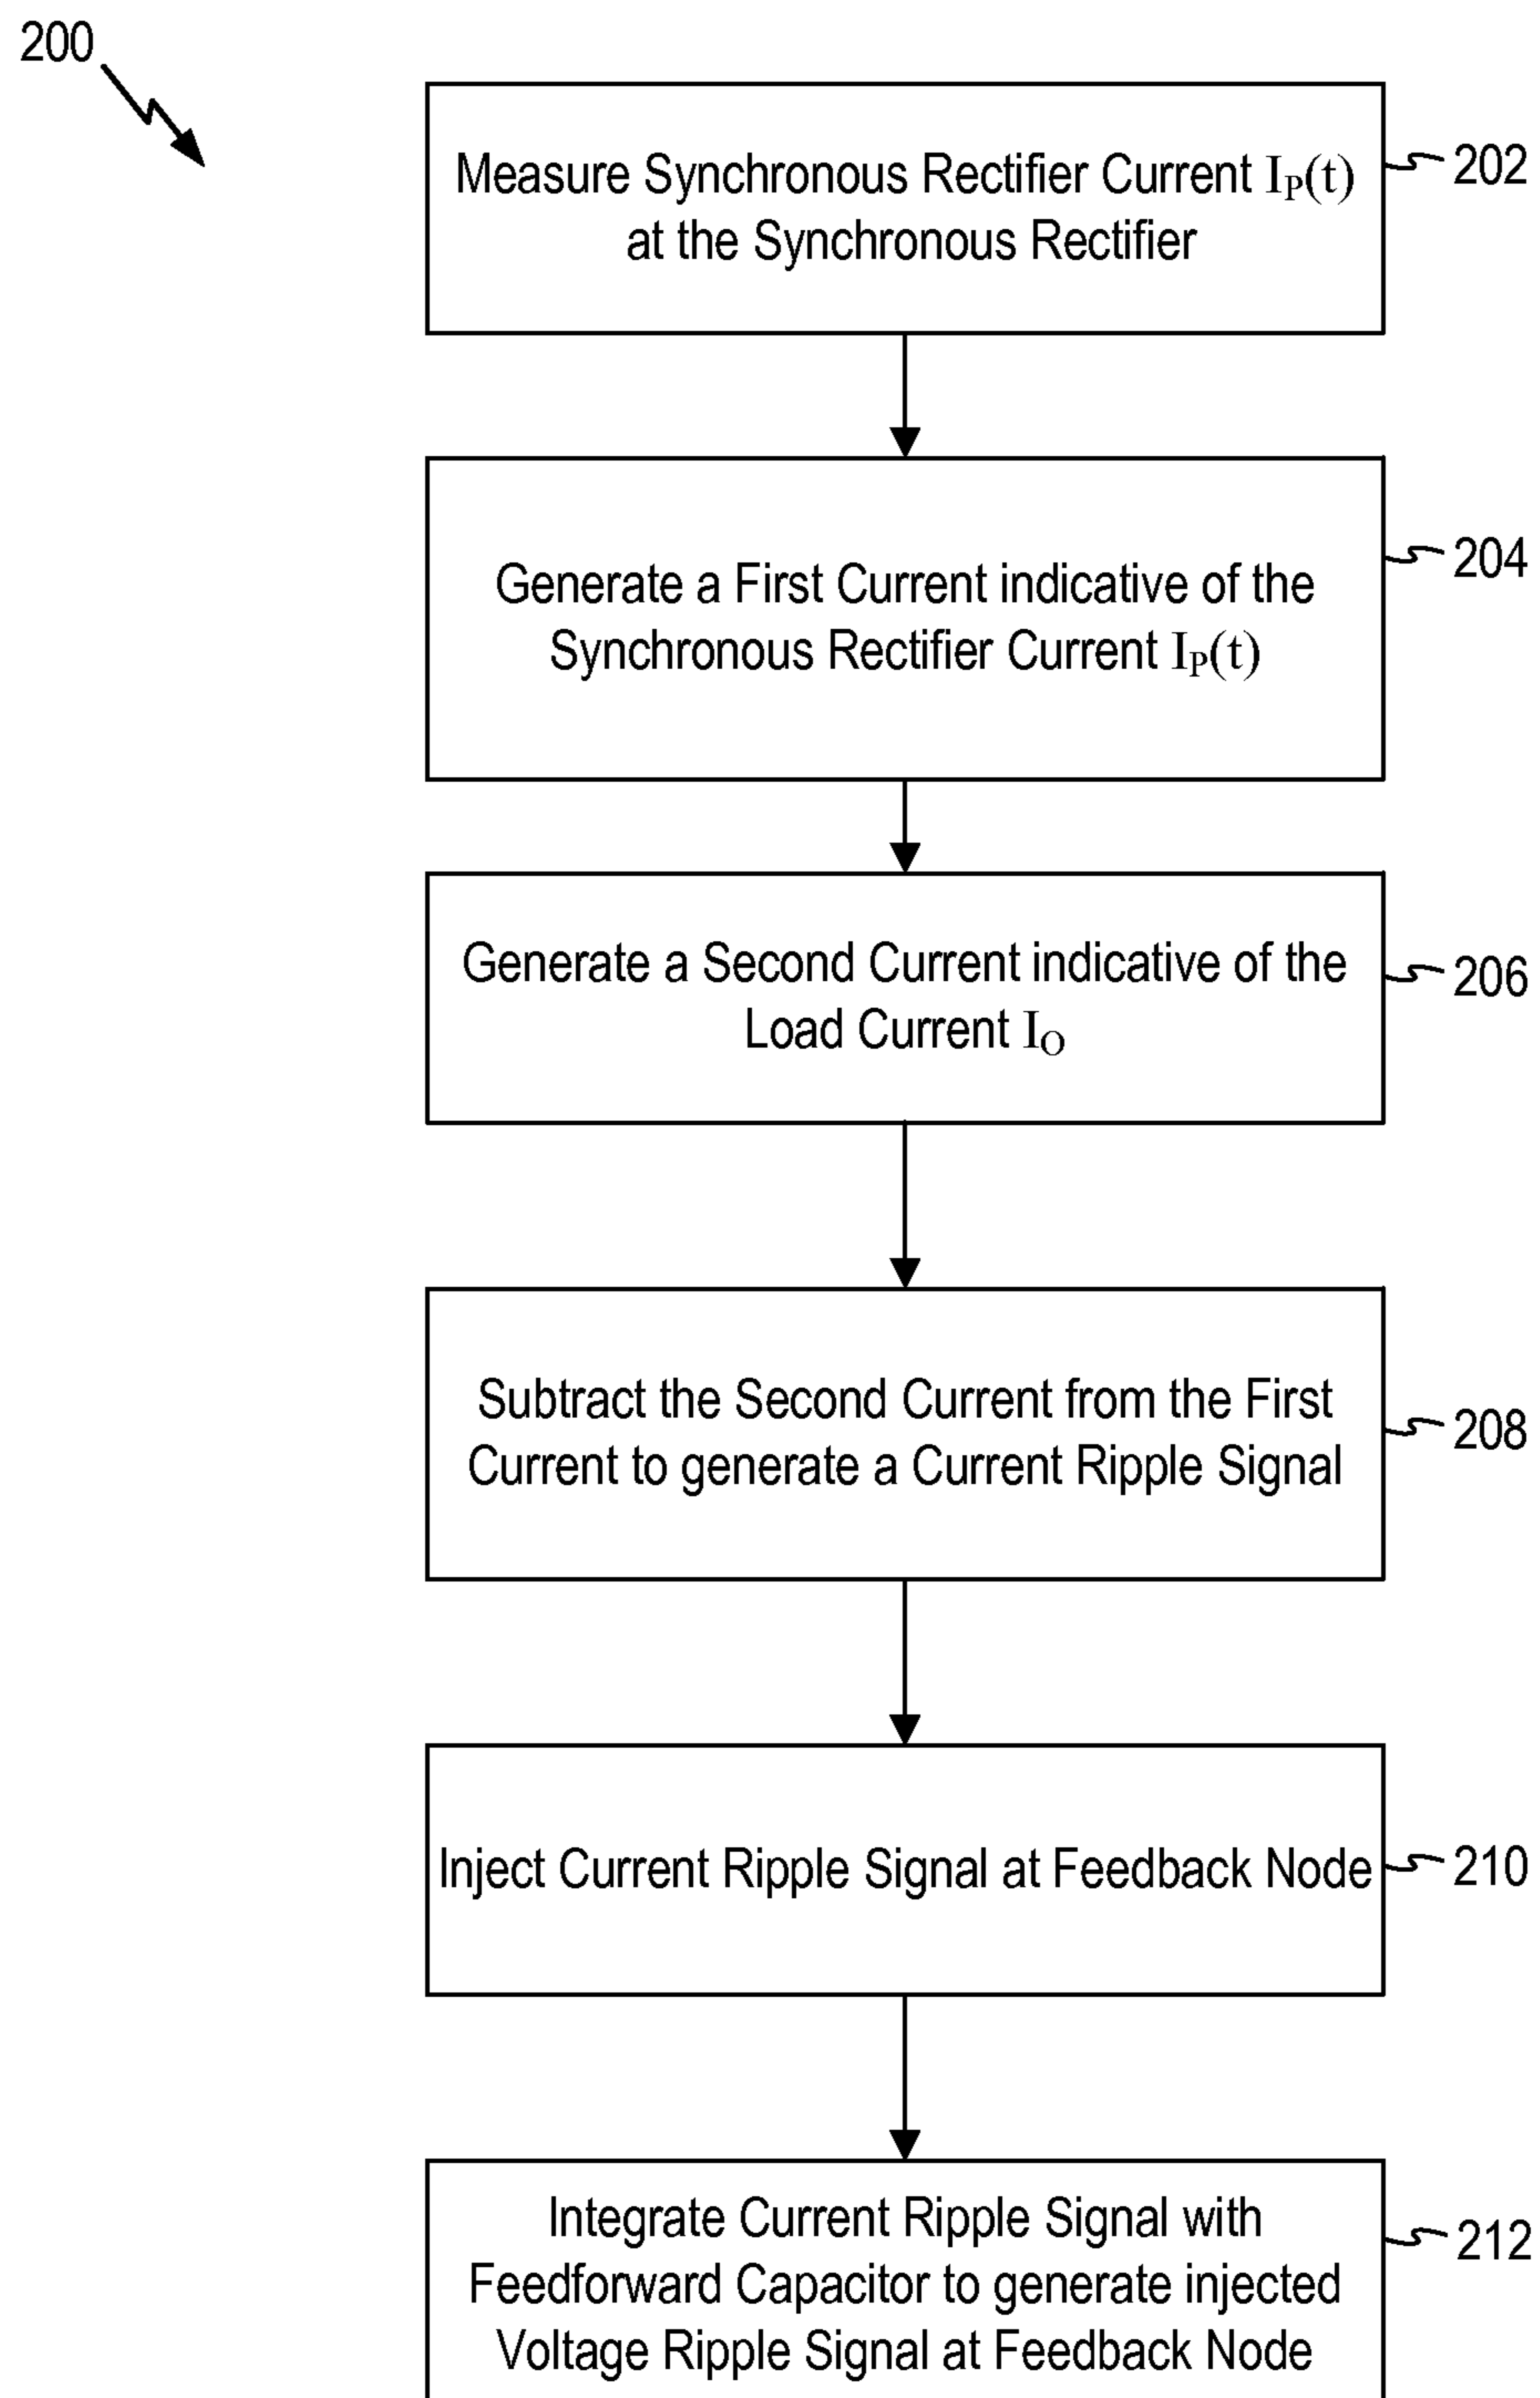 200
Measure Synchronous Rectifier Current I_P(t)
at the Synchronous Rectifier
202
Generate a First Current indicative of the
Synchronous Rectifier Current I_P(t)
204
Generate a Second Current indicative of the
Load Current I_O
206
Subtract the Second Current from the First
Current to generate a Current Ripple Signal
208
Inject Current Ripple Signal at Feedback Node
210
Integrate Current Ripple Signal with
Feedforward Capacitor to generate injected
Voltage Ripple Signal at Feedback Node
212